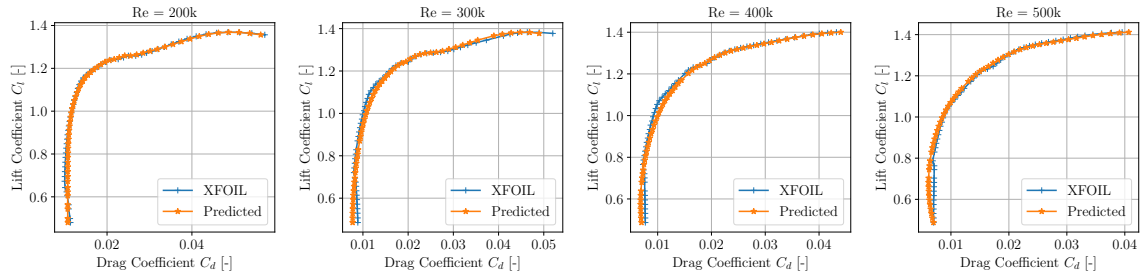 Re = 200k
Lift Coefficient C_l [-]
1.4
1.2
1.0
0.8
0.6
0.02
0.04
XFOIL
Predicted
Drag Coefficient C_d [-]
Re = 300k
Lift Coefficient C_l [-]
1.4
1.2
1.0
0.8
0.6
0.01
0.02
0.03
0.04
0.05
XFOIL
Predicted
Drag Coefficient C_d [-]
Re = 400k
Lift Coefficient C_l [-]
1.4
1.2
1.0
0.8
0.6
0.01
0.02
0.03
0.04
XFOIL
Predicted
Drag Coefficient C_d [-]
Re = 500k
Lift Coefficient C_l [-]
1.4
1.2
1.0
0.8
0.6
0.01
0.02
0.03
0.04
XFOIL
Predicted
Drag Coefficient C_d [-]